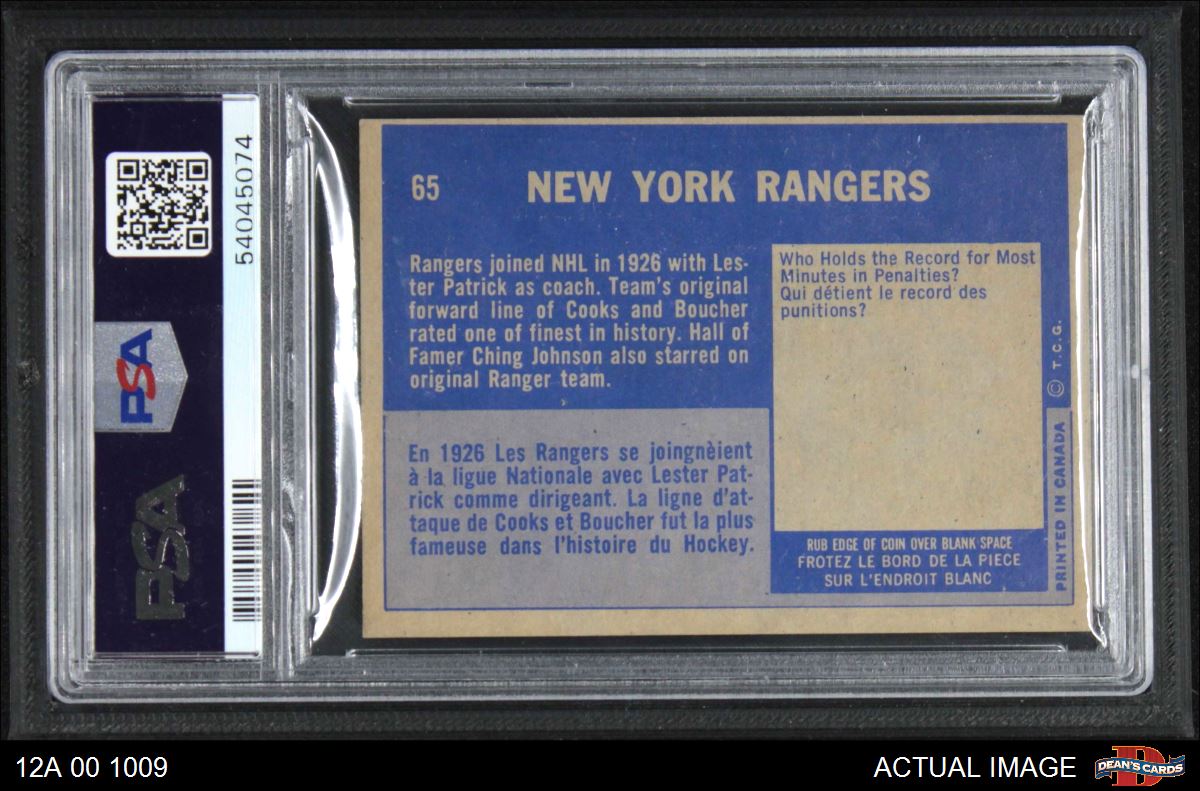 54045074
PSA
PSA
65
NEW YORK RANGERS
Rangers joined NHL in 1926 with Les-
ter Patrick as coach. Team's original
forward line of Cooks and Boucher
rated one of finest in history. Hall of
Famer Ching Johnson also starred on
original Ranger team.
En 1926 Les Rangers se joingnèient
à la ligue Nationale avec Lester Pat-
rick comme dirigeant. La ligne d'at-
taque de Cooks et Boucher fut la plus
fameuse dans l'histoire du Hockey.
Who Holds the Record for Most
Minutes in Penalties?
Qui détient le record des
punitions?
RUB EDGE OF COIN OVER BLANK SPACE
FROTEZ LE BORD DE LA PIECE
SUR L'ENDROIT BLANC
PRINTED IN CANADA © T.C.G.
12A 00 1009
ACTUAL IMAGE
D
DEAN'S CARDS